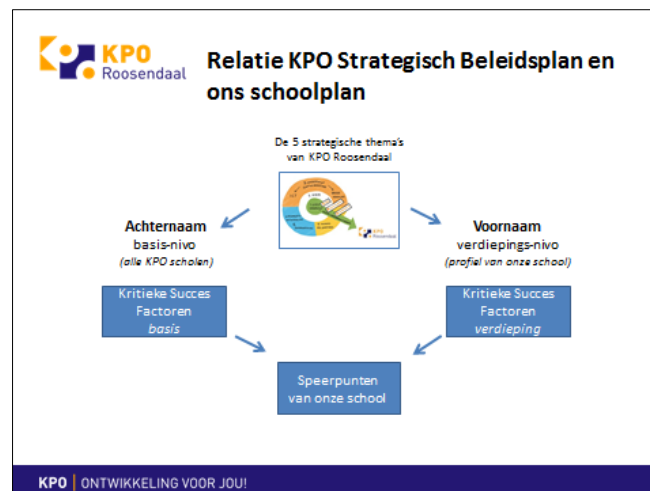 KPO
Roosendaal
Relatie KPO Strategisch Beleidsplan en
ons schoolplan
De 5 strategische thema's
van KPO Roosendaal
Achternaam
basis-nivo
(alle KPO scholen)
Voornaam
verdiepings-nivo
(profiel van onze school)
Kritieke Succes
Factoren
basis
Kritieke Succes
Factoren
verdieping
Speerpunten
van onze school
KPO | ONTWIKKELING VOOR JOU!